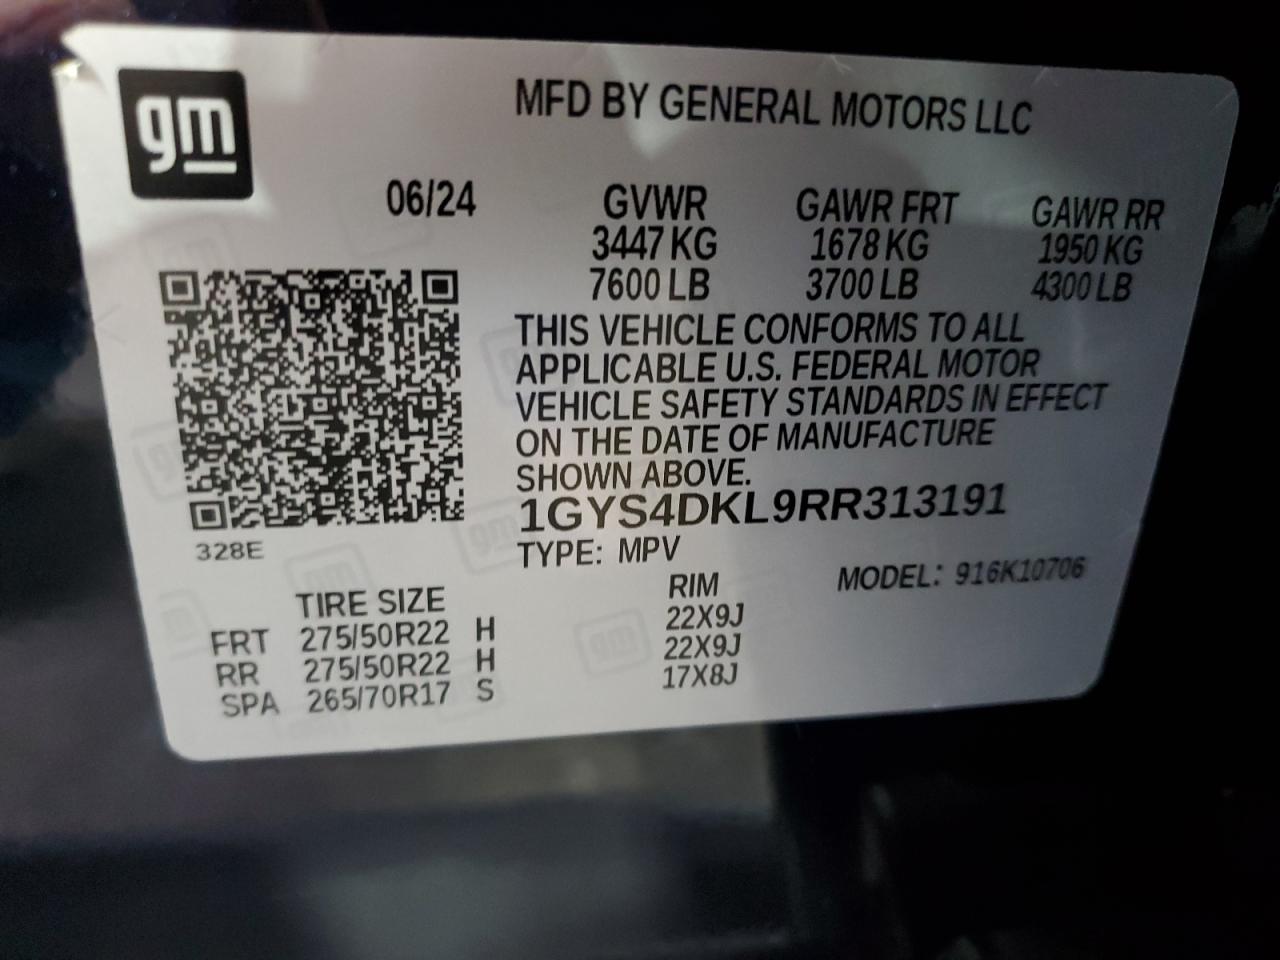 gm
MFD BY GENERAL MOTORS LLC
06/24 GVWR GAWR FRT GAWR RR
3447 KG 1678 KG 1950 KG
7600 LB 3700 LB 4300 LB
THIS VEHICLE CONFORMS TO ALL
APPLICABLE U.S. FEDERAL MOTOR
VEHICLE SAFETY STANDARDS IN EFFECT
ON THE DATE OF MANUFACTURE
SHOWN ABOVE.
1GYS4DKL9RR313191
328E
TYPE: MPV MODEL: 916K10706
TIRE SIZE RIM
FRT 275/50R22 H 22X9J
RR 275/50R22 H 22X9J
SPA 265/70R17 S 17X8J